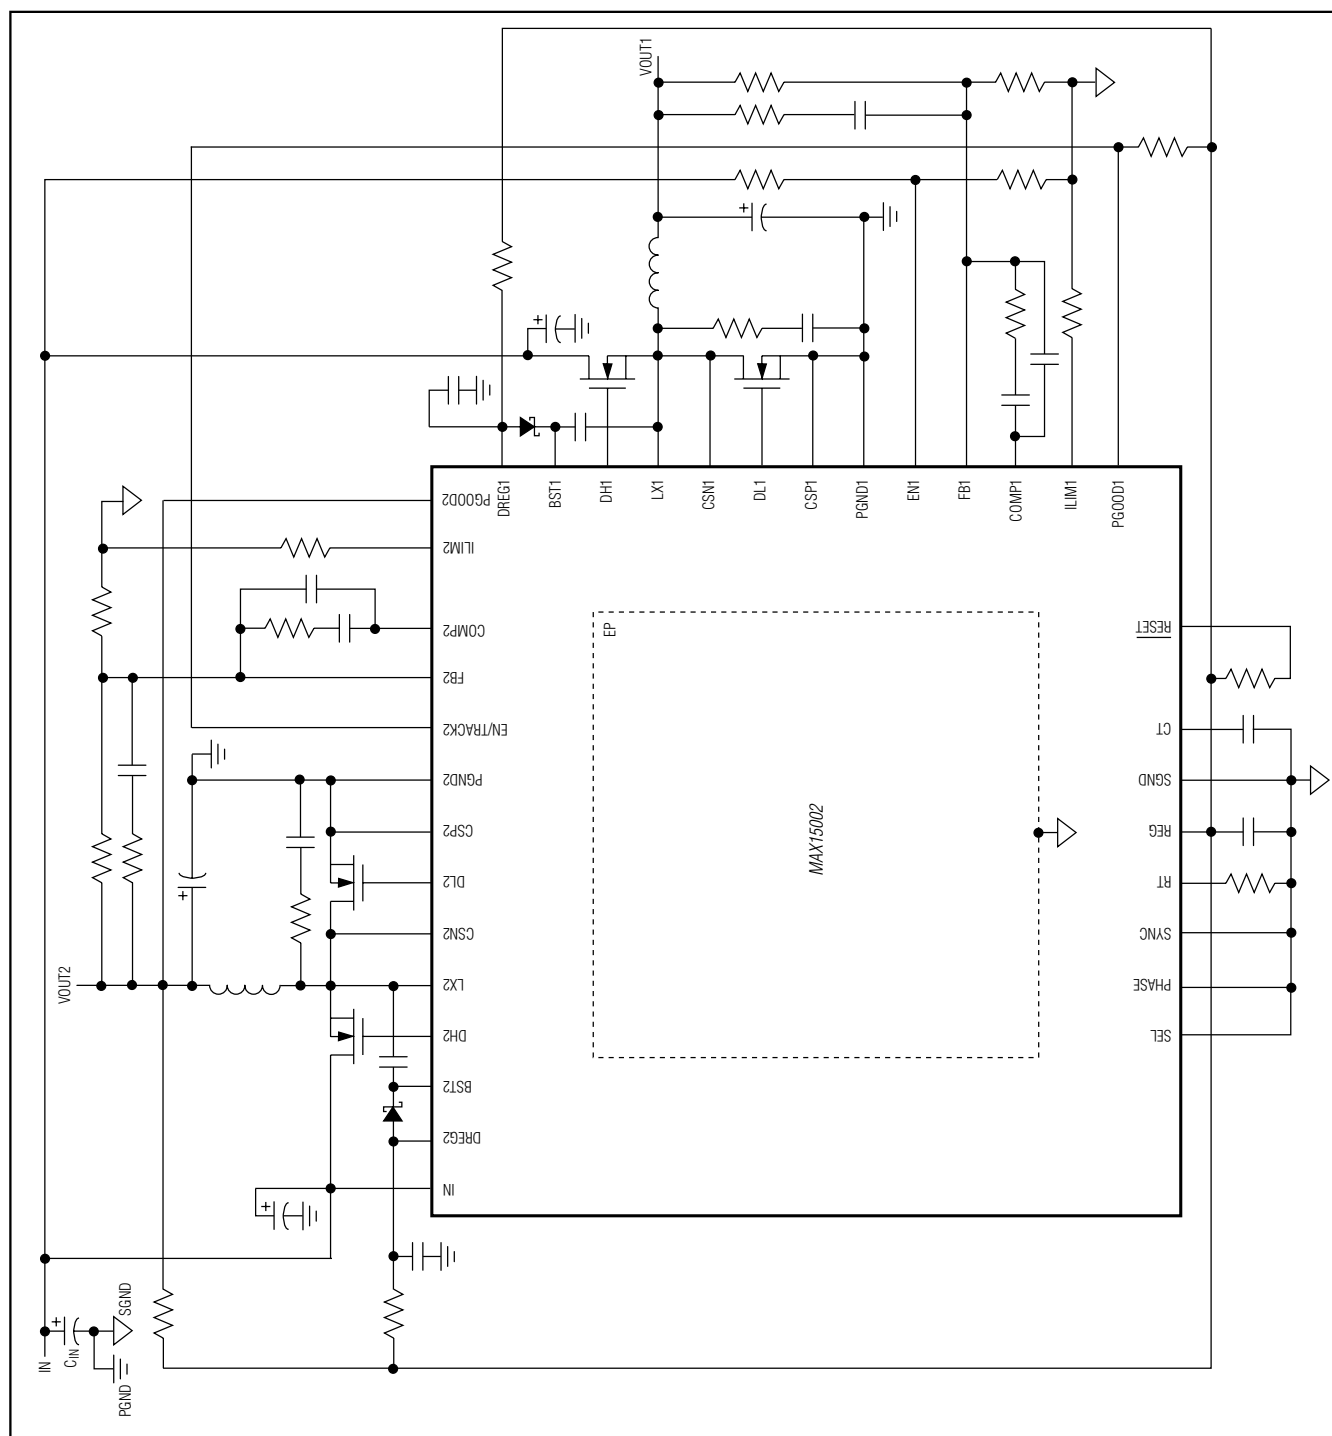 VOUT1
DREG1
BST1
DH1
LX1
CSN1
DL1
CSP1
PGND1
EN1
FB1
COMP1
ILIM1
PGOOD1
PGOOD2
ILIM2
COMP2
FB2
EN/TRACK2
PGND2
CSP2
DL2
CSN2
LX2
DH2
BST2
DREG2
IN
EP
MAX15002
RESET
CT
SGND
REG
RT
SYNC
PHASE
SEL
VOUT2
+
+
+
+
+
IN
CIN
SGND
PGND